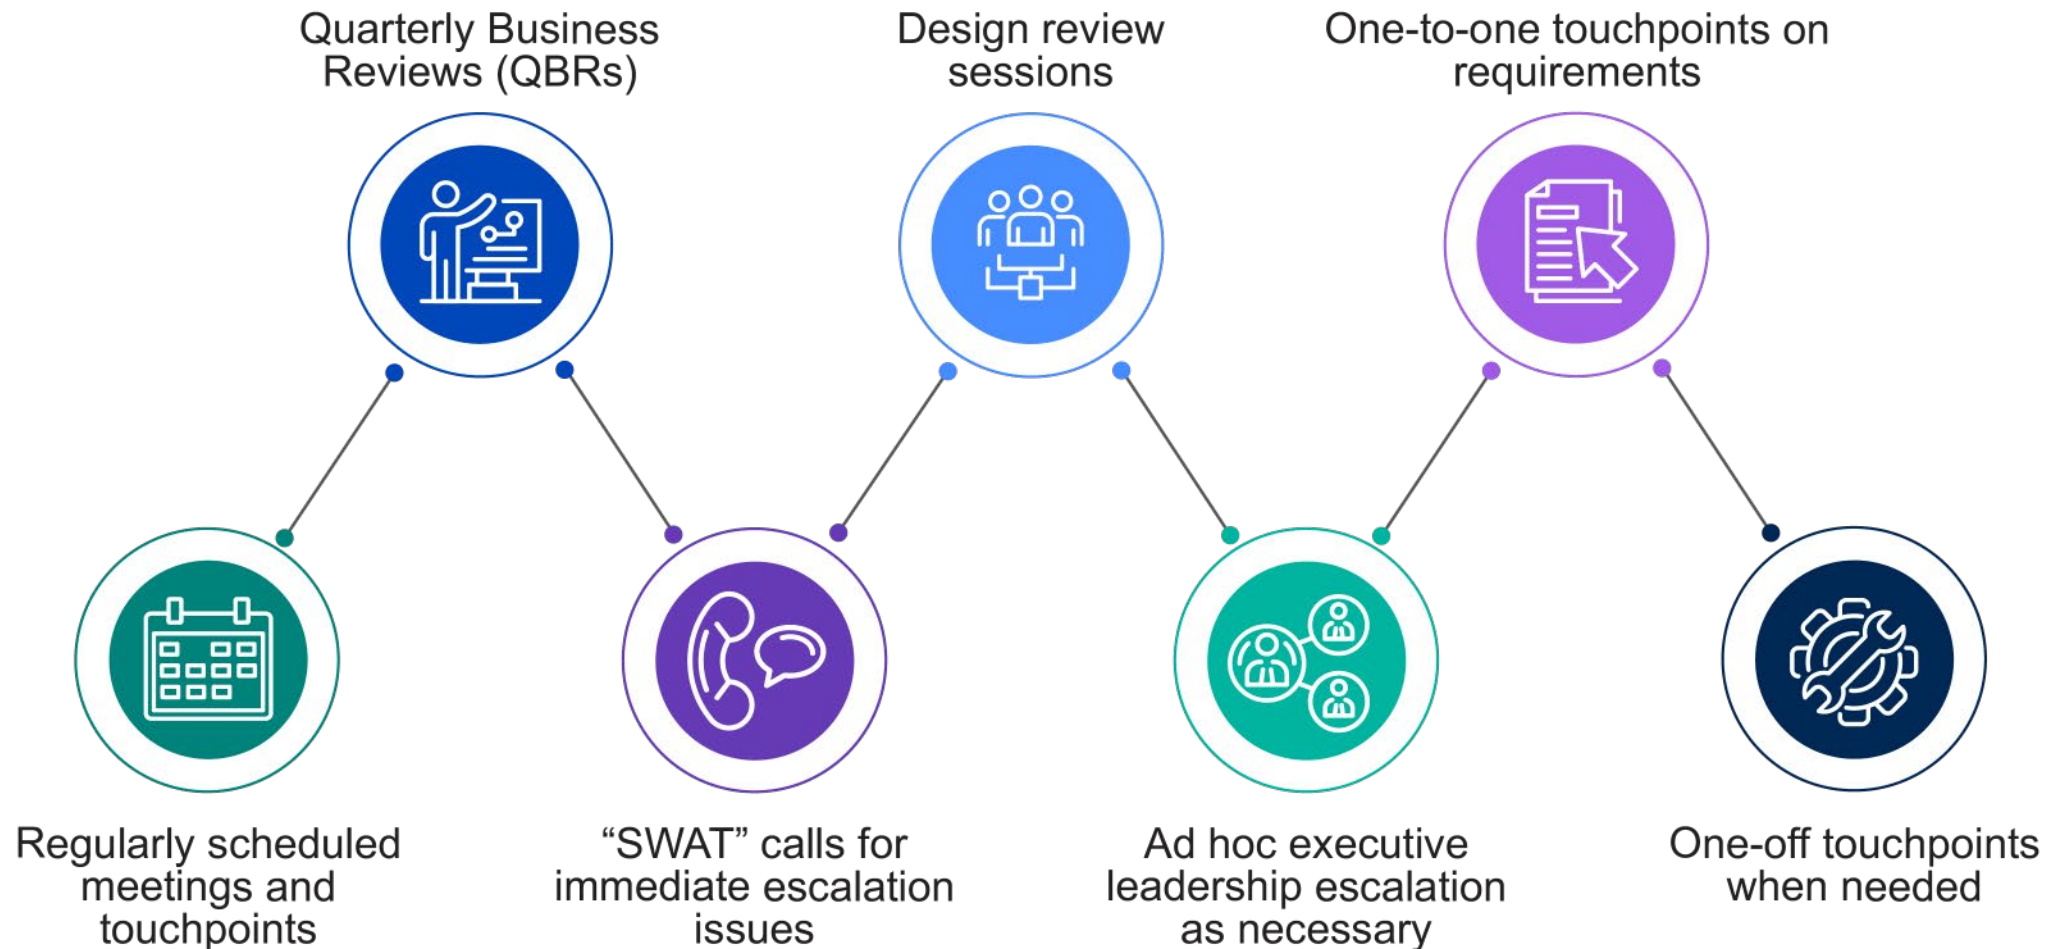 Quarterly Business
Reviews (QBRs)
Design review
sessions
One-to-one touchpoints on
requirements
Regularly scheduled
meetings and
touchpoints
“SWAT” calls for
immediate escalation
issues
Ad hoc executive
leadership escalation
as necessary
One-off touchpoints
when needed